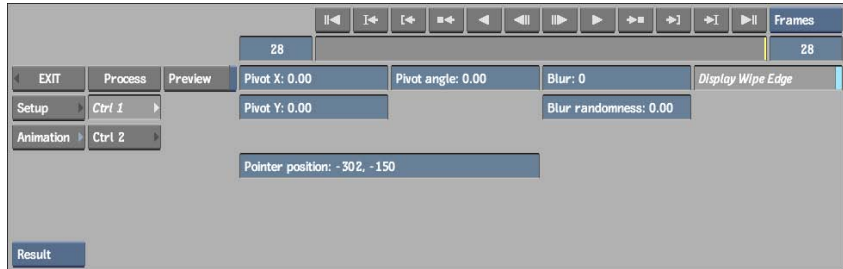 Frames
28 28
EXIT Process Preview Pivot X: 0.00 Pivot angle: 0.00 Blur: 0 Display Wipe Edge
Setup Ctrl 1 Pivot Y: 0.00 Blur randomness: 0.00
Animation Ctrl 2
Pointer position: -302, -150
Result